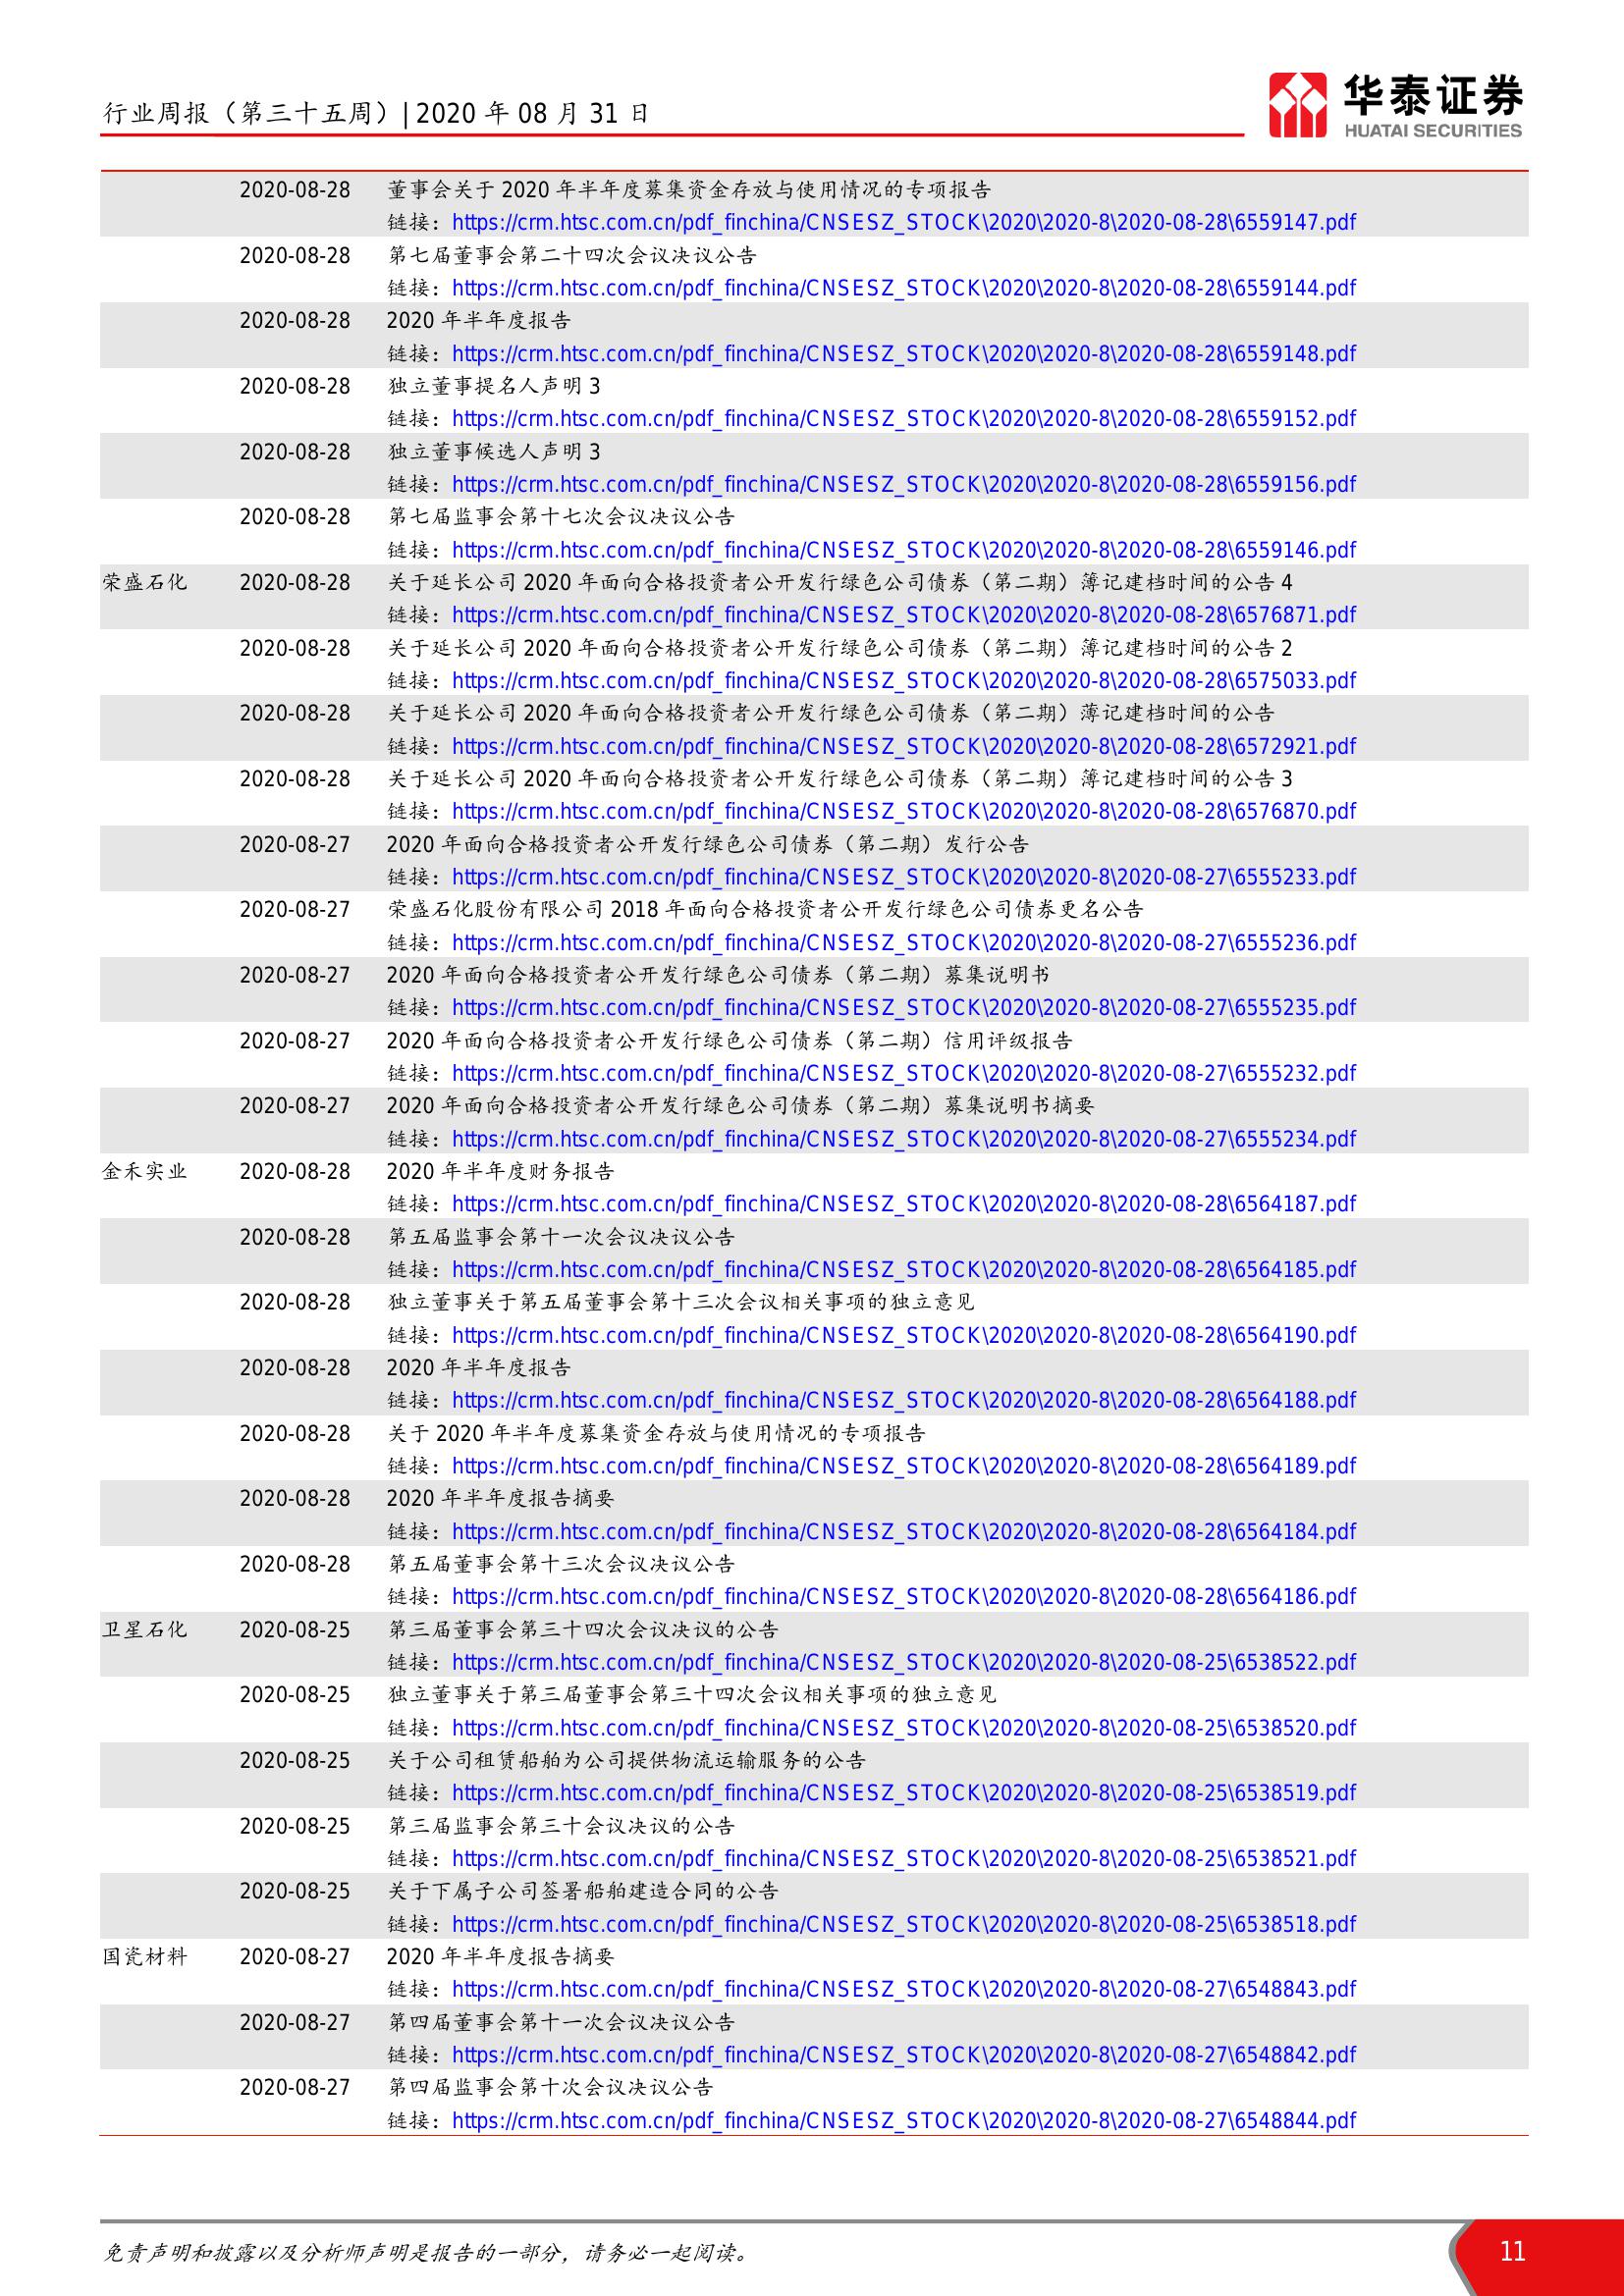 行业周报（第三十五周）| 2020 年 08 月 31 日
华泰证券
HUATAI SECURITIES
2020-08-28 董事会关于 2020 年半年度募集资金存放与使用情况的专项报告
链接：https://crm.htsc.com.cn/pdf_finchina/CNSESZ_STOCK\2020\2020-8\2020-08-28\6559147.pdf
2020-08-28 第七届董事会第二十四次会议决议公告
链接：https://crm.htsc.com.cn/pdf_finchina/CNSESZ_STOCK\2020\2020-8\2020-08-28\6559144.pdf
2020-08-28 2020 年半年度报告
链接：https://crm.htsc.com.cn/pdf_finchina/CNSESZ_STOCK\2020\2020-8\2020-08-28\6559148.pdf
2020-08-28 独立董事提名人声明 3
链接：https://crm.htsc.com.cn/pdf_finchina/CNSESZ_STOCK\2020\2020-8\2020-08-28\6559152.pdf
2020-08-28 独立董事候选人声明 3
链接：https://crm.htsc.com.cn/pdf_finchina/CNSESZ_STOCK\2020\2020-8\2020-08-28\6559156.pdf
2020-08-28 第七届监事会第十七次会议决议公告
链接：https://crm.htsc.com.cn/pdf_finchina/CNSESZ_STOCK\2020\2020-8\2020-08-28\6559146.pdf
荣盛石化 2020-08-28 关于延长公司 2020 年面向合格投资者公开发行绿色公司债券（第二期）簿记建档时间的公告 4
链接：https://crm.htsc.com.cn/pdf_finchina/CNSESZ_STOCK\2020\2020-8\2020-08-28\6576871.pdf
2020-08-28 关于延长公司 2020 年面向合格投资者公开发行绿色公司债券（第二期）簿记建档时间的公告 2
链接：https://crm.htsc.com.cn/pdf_finchina/CNSESZ_STOCK\2020\2020-8\2020-08-28\6575033.pdf
2020-08-28 关于延长公司 2020 年面向合格投资者公开发行绿色公司债券（第二期）薄记建档时间的公告
链接：https://crm.htsc.com.cn/pdf_finchina/CNSESZ_STOCK\2020\2020-8\2020-08-28\6572921.pdf
2020-08-28 关于延长公司 2020 年面向合格投资者公开发行绿色公司债券（第二期）簿记建档时间的公告 3
链接：https://crm.htsc.com.cn/pdf_finchina/CNSESZ_STOCK\2020\2020-8\2020-08-28\6576870.pdf
2020-08-27 2020 年面向合格投资者公开发行绿色公司债券（第二期）发行公告
链接：https://crm.htsc.com.cn/pdf_finchina/CNSESZ_STOCK\2020\2020-8\2020-08-27\6555233.pdf
2020-08-27 荣盛石化股份有限公司 2018 年面向合格投资者公开发行绿色公司债券更名公告
链接：https://crm.htsc.com.cn/pdf_finchina/CNSESZ_STOCK\2020\2020-8\2020-08-27\6555236.pdf
2020-08-27 2020 年面向合格投资者公开发行绿色公司债券（第二期）募集说明书
链接：https://crm.htsc.com.cn/pdf_finchina/CNSESZ_STOCK\2020\2020-8\2020-08-27\6555235.pdf
2020-08-27 2020 年面向合格投资者公开发行绿色公司债券（第二期）信用评级报告
链接：https://crm.htsc.com.cn/pdf_finchina/CNSESZ_STOCK\2020\2020-8\2020-08-27\6555232.pdf
2020-08-27 2020 年面向合格投资者公开发行绿色公司债券（第二期）募集说明书摘要
链接：https://crm.htsc.com.cn/pdf_finchina/CNSESZ_STOCK\2020\2020-8\2020-08-27\6555234.pdf
金禾实业 2020-08-28 2020 年半年度财务报告
链接：https://crm.htsc.com.cn/pdf_finchina/CNSESZ_STOCK\2020\2020-8\2020-08-28\6564187.pdf
2020-08-28 第五届监事会第十一次会议决议公告
链接：https://crm.htsc.com.cn/pdf_finchina/CNSESZ_STOCK\2020\2020-8\2020-08-28\6564185.pdf
2020-08-28 独立董事关于第五届董事会第十三次会议相关事项的独立意见
链接：https://crm.htsc.com.cn/pdf_finchina/CNSESZ_STOCK\2020\2020-8\2020-08-28\6564190.pdf
2020-08-28 2020 年半年度报告
链接：https://crm.htsc.com.cn/pdf_finchina/CNSESZ_STOCK\2020\2020-8\2020-08-28\6564188.pdf
2020-08-28 关于 2020 年半年度募集资金存放与使用情况的专项报告
链接：https://crm.htsc.com.cn/pdf_finchina/CNSESZ_STOCK\2020\2020-8\2020-08-28\6564189.pdf
2020-08-28 2020 年半年度报告摘要
链接：https://crm.htsc.com.cn/pdf_finchina/CNSESZ_STOCK\2020\2020-8\2020-08-28\6564184.pdf
2020-08-28 第五届董事会第十三次会议决议公告
链接：https://crm.htsc.com.cn/pdf_finchina/CNSESZ_STOCK\2020\2020-8\2020-08-28\6564186.pdf
卫星石化 2020-08-25 第三届董事会第三十四次会议决议的公告
链接：https://crm.htsc.com.cn/pdf_finchina/CNSESZ_STOCK\2020\2020-8\2020-08-25\6538522.pdf
2020-08-25 独立董事关于第三届董事会第三十四次会议相关事项的独立意见
链接：https://crm.htsc.com.cn/pdf_finchina/CNSESZ_STOCK\2020\2020-8\2020-08-25\6538520.pdf
2020-08-25 关于公司租赁船舶为公司提供物流运输服务的公告
链接：https://crm.htsc.com.cn/pdf_finchina/CNSESZ_STOCK\2020\2020-8\2020-08-25\6538519.pdf
2020-08-25 第三届监事会第三十会议决议的公告
链接：https://crm.htsc.com.cn/pdf_finchina/CNSESZ_STOCK\2020\2020-8\2020-08-25\6538521.pdf
2020-08-25 关于下属子公司签署船舶建造合同的公告
链接：https://crm.htsc.com.cn/pdf_finchina/CNSESZ_STOCK\2020\2020-8\2020-08-25\6538518.pdf
国瓷材料 2020-08-27 2020 年半年度报告摘要
链接：https://crm.htsc.com.cn/pdf_finchina/CNSESZ_STOCK\2020\2020-8\2020-08-27\6548843.pdf
2020-08-27 第四届董事会第十一次会议决议公告
链接：https://crm.htsc.com.cn/pdf_finchina/CNSESZ_STOCK\2020\2020-8\2020-08-27\6548842.pdf
2020-08-27 第四届监事会第十次会议决议公告
链接：https://crm.htsc.com.cn/pdf_finchina/CNSESZ_STOCK\2020\2020-8\2020-08-27\6548844.pdf
免责声明和披露以及分析师声明是报告的一部分，请务必一起阅读。
11